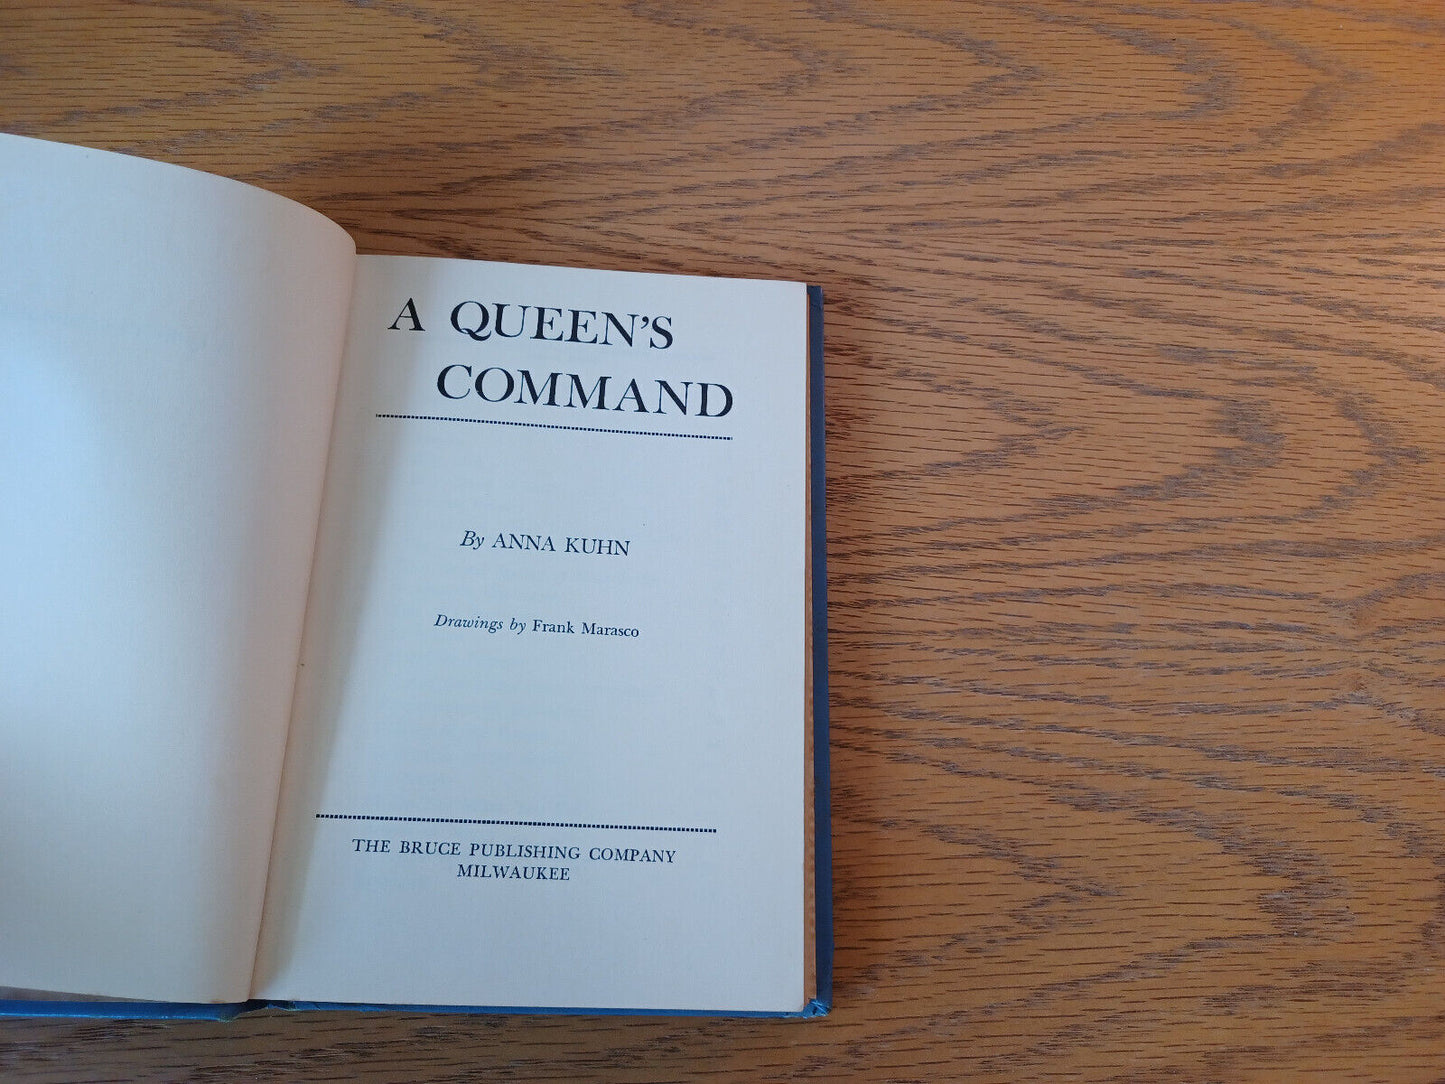 A QUEEN'S
COMMAND
By ANNA KUHN
Drawings by Frank Marasco
THE BRUCE PUBLISHING COMPANY
MILWAUKEE